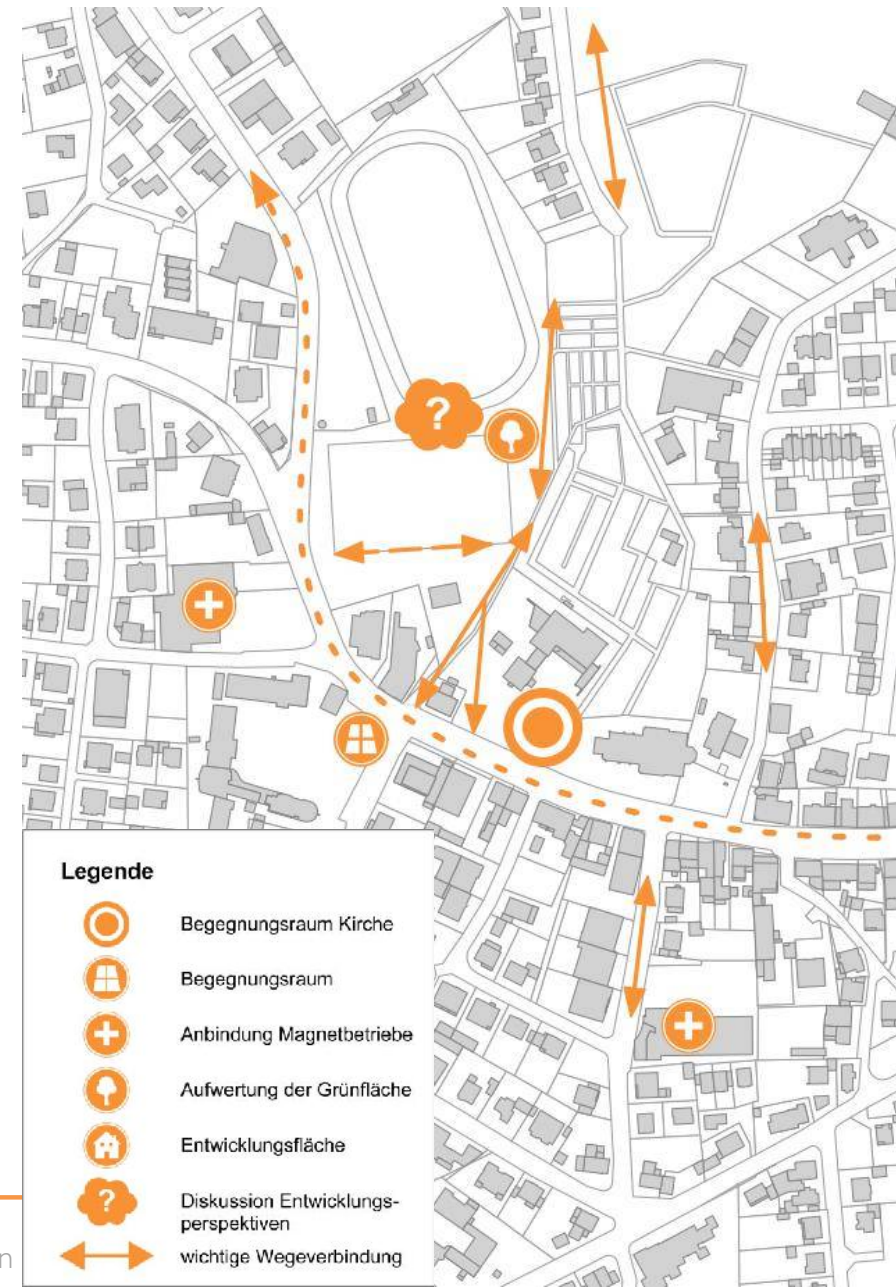 ?
Legende
Begegnungsraum Kirche
Begegnungsraum
Anbindung Magnetbetriebe
Aufwertung der Grünfläche
Entwicklungsfläche
?
Diskussion Entwicklungs-
perspektiven
wichtige Wegeverbindung
n